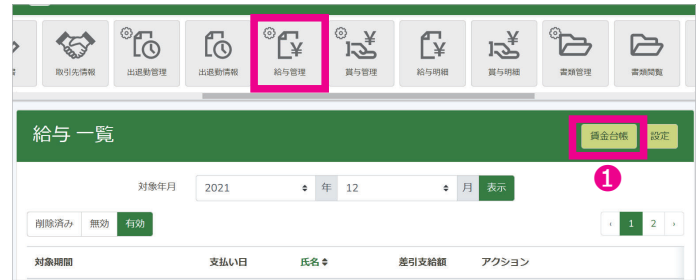 取引先情報
出退勤管理
出退勤情報
給与管理
賞与管理
給与明細
賞与明細
書類管理
書類閲覧
給与 一覧
賃金台帳
設定
1
対象年月
2021
年
12
月
表示
削除済み
無効
有効
‹
1
2
›
対象期間
支払い日
氏名
差引支給額
アクション